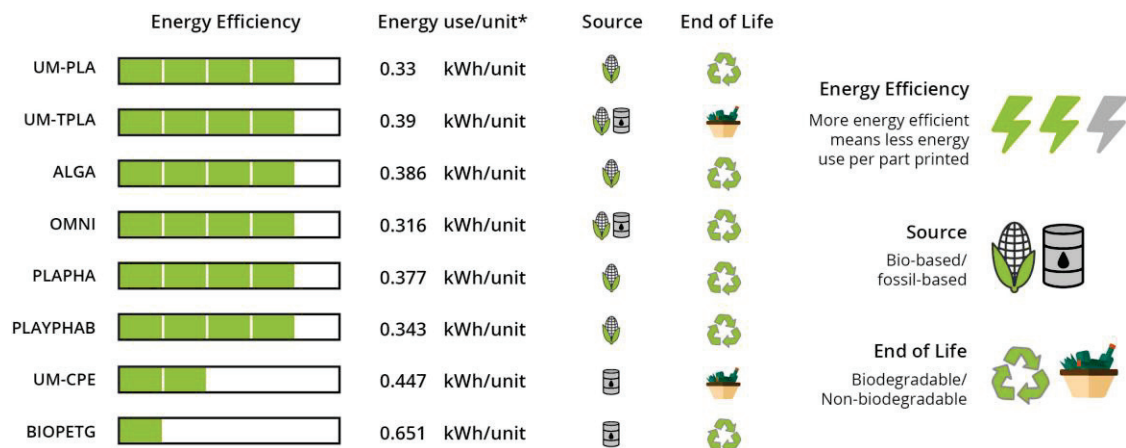 Energy Efficiency Energy use/unit* Source End of Life
UM-PLA 0.33 kWh/unit
UM-TPLA 0.39 kWh/unit
ALGA 0.386 kWh/unit
OMNI 0.316 kWh/unit
PLAPHA 0.377 kWh/unit
PLAYPHAB 0.343 kWh/unit
UM-CPE 0.447 kWh/unit
BIOPETG 0.651 kWh/unit
Energy Efficiency
More energy efficient
means less energy
use per part printed
Source
Bio-based/
fossil-based
End of Life
Biodegradable/
Non-biodegradable